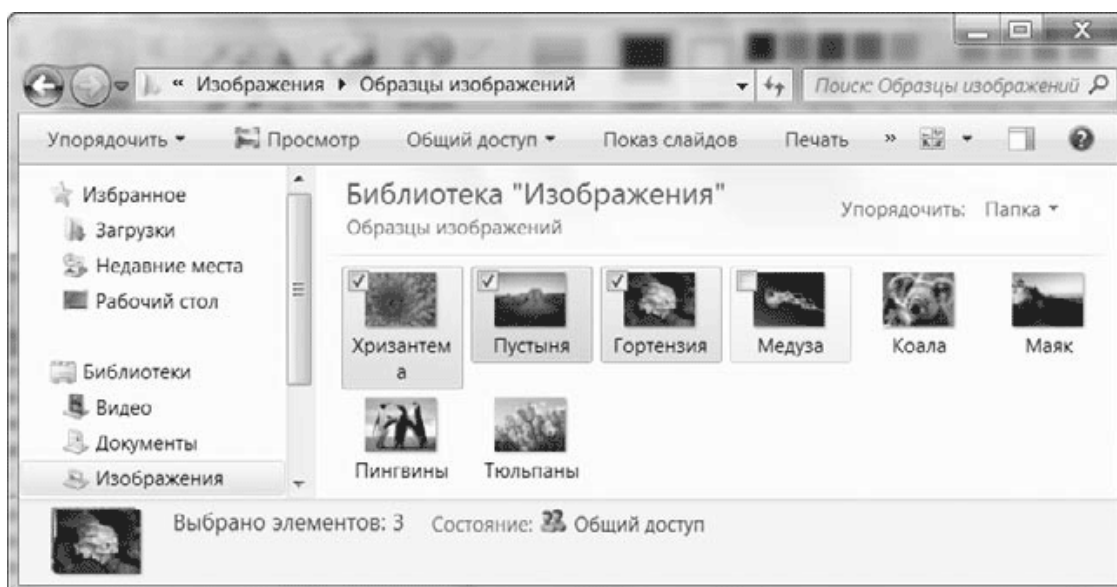 « Изображения ▸ Образцы изображений
Поиск: Образцы изображений
Упорядочить Просмотр Общий доступ Показ слайдов Печать »
Избранное
Загрузки
Недавние места
Рабочий стол
Библиотеки
Видео
Документы
Изображения
Библиотека "Изображения"
Образцы изображений
Упорядочить: Папка
Хризантем
а
Пустыня
Гортензия
Медуза
Коала
Маяк
Пингвины
Тюльпаны
Выбрано элементов: 3 Состояние: Общий доступ